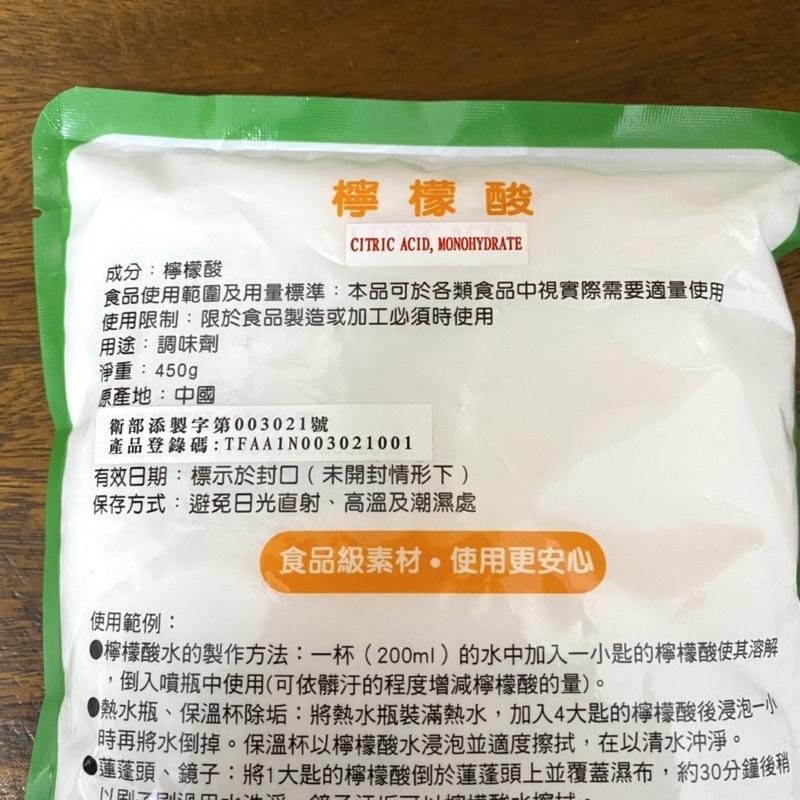 檸檬酸
CITRIC ACID, MONOHYDRATE
成分：檸檬酸
食品使用範圍及用量標準：本品可於各類食品中視實際需要適量使用
使用限制：限於食品製造或加工必須時使用
用途：調味劑
淨重：450g
原產地：中國
衛部添製字第003021號
產品登錄碼:TFAA1N003021001
有效日期：標示於封口（未開封情形下）
保存方式：避免日光直射、高溫及潮濕處
食品級素材•使用更安心
使用範例：
●檸檬酸水的製作方法：一杯（200ml）的水中加入一小匙的檸檬酸使其溶解
，倒入噴瓶中使用(可依髒汙的程度增減檸檬酸的量)。
●熱水瓶、保溫杯除垢：將熱水瓶裝滿熱水，加入4大匙的檸檬酸後浸泡一小
時再將水倒掉。保溫杯以檸檬酸水浸泡並適度擦拭，在以清水沖淨。
●蓮蓬頭、鏡子：將1大匙的檸檬酸倒於蓮蓬頭上並覆蓋濕布，約30分鐘後稍